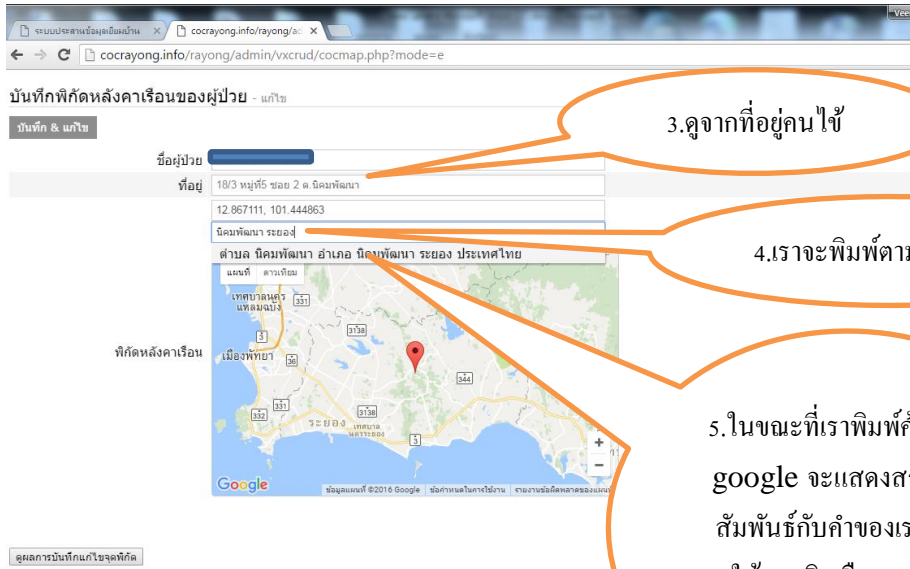 Vee
ระบบประสานข้อมูลเยี่ยมบ้าน
cocrayong.info/rayong/ad
cocrayong.info/rayong/admin/vxcrud/cocmap.php?mode=e
บันทึกพิกัดหลังคาเรือนของผู้ป่วย - แก้ไข
บันทึก & แก้ไข
3.ดูจากที่อยู่คนไข้
ชื่อผู้ป่วย
ที่อยู่
18/3 หมู่ที่5 ซอย 2 ต.นิคมพัฒนา
12.867111, 101.444863
นิคมพัฒนา ระยอง
4.เราจะพิมพ์ตาม
ตำบล นิคมพัฒนา อำเภอ นิคมพัฒนา ระยอง ประเทศไทย
แผนที่ ดาวเทียม
เทศบาลนคร
แหลมฉบัง
331
3138
3
พิกัดหลังคาเรือน
เมืองพัทยา
36
344
331
332
3138
ระยอง
เทศบาล
นครระยอง
3
+
−
5.ในขณะที่เราพิมพ์
google จะแสดง
สัมพันธ์กับคำของ
Google
ข้อมูลแผนที่ ©2016 Google
ข้อกำหนดในการใช้งาน
รายงานข้อผิดพลาดของแผนที่
ดูผลการบันทึกแก้ไขจุดพิกัด